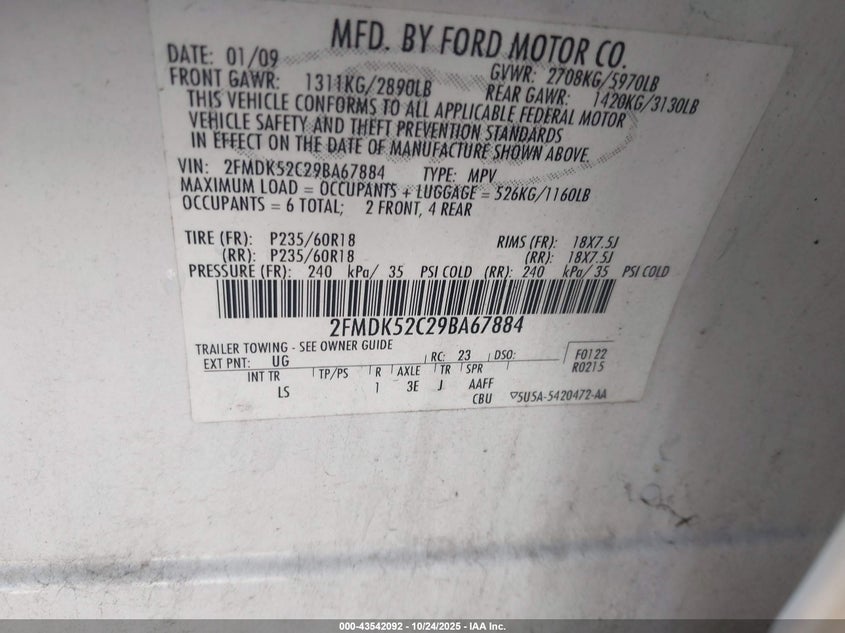 MFD. BY FORD MOTOR CO.
DATE: 01/09 GVWR: 2708KG/5970LB
FRONT GAWR: 1311KG/2890LB REAR GAWR: 1420KG/3130LB
THIS VEHICLE CONFORMS TO ALL APPLICABLE FEDERAL MOTOR
VEHICLE SAFETY AND THEFT PREVENTION STANDARDS
IN EFFECT ON THE DATE OF MANUFACTURE SHOWN ABOVE.
VIN: 2FMDK52C29BA67884 TYPE: MPV
MAXIMUM LOAD = OCCUPANTS + LUGGAGE = 526KG/1160LB
OCCUPANTS = 6 TOTAL; 2 FRONT, 4 REAR
TIRE (FR): P235/60R18 RIMS (FR): 18X7.5J
(RR): P235/60R18 (RR): 18X7.5J
PRESSURE (FR): 240 kPa/ 35 PSI COLD (RR): 240 kPa/ 35 PSI COLD
2FMDK52C29BA67884
TRAILER TOWING - SEE OWNER GUIDE
EXT PNT: UG RC: 23 DSO: F0122
R0215
INT TR TP/PS R AXLE TR SPR
LS 1 3E J AAFF
CBU 5U5A-5420472-AA
000-43542092 - 10/24/2025 - IAA Inc.